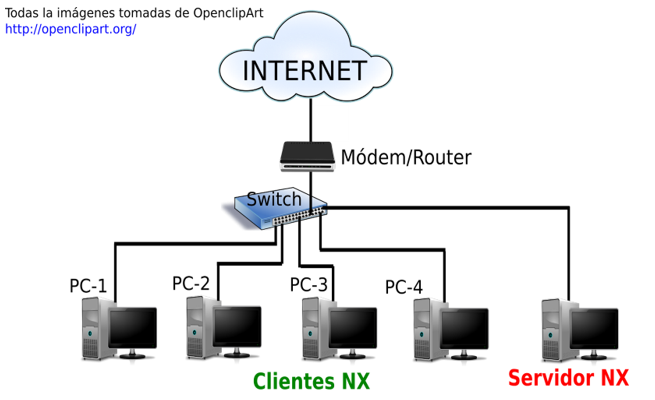 Todas la imágenes tomadas de OpenclipArt
http://openclipart.org/
INTERNET
Módem/Router
Switch
PC-1
PC-2
PC-3
PC-4
Clientes NX
Servidor NX